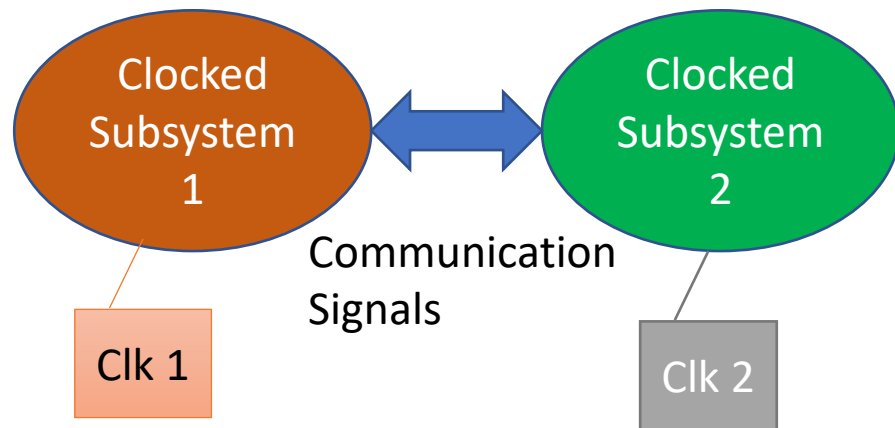 Clocked
Subsystem
1
Clocked
Subsystem
2
Communication
Signals
Clk 1
Clk 2